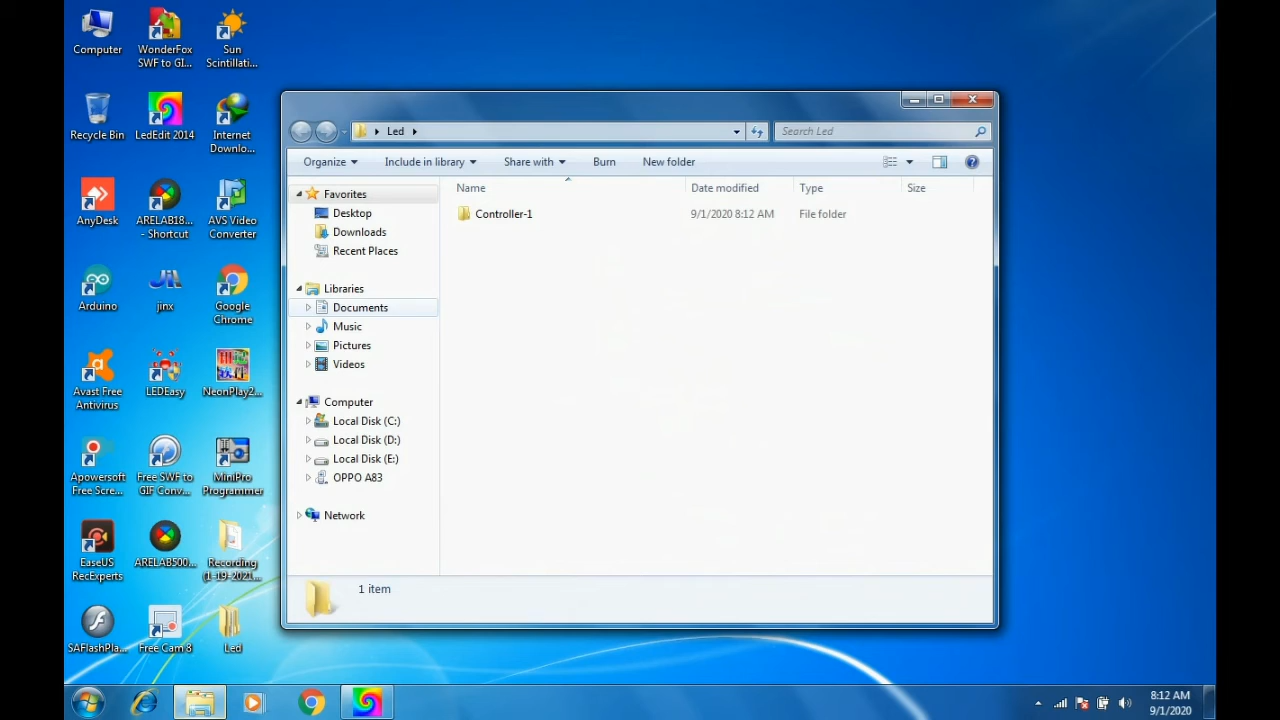 Computer
WonderFox
SWF to GI...
Sun
Scintillati...
Recycle Bin
LedEdit 2014
Internet
Downlo...
AnyDesk
ARELAB18...
- Shortcut
AVS Video
Converter
Arduino
jinx
Google
Chrome
Avast Free
Antivirus
LEDEasy
NeonPlay2...
Apowersoft
Free Scre...
Free SWF to
GIF Conv...
MiniPro
Programmer
EaseUS
RecExperts
ARELAB500...
Recording
(1-19-2021...
SAFlashPla...
Free Cam 8
Led
Led
Search Led
Organize
Include in library
Share with
Burn
New folder
Favorites
Desktop
Downloads
Recent Places
Libraries
Documents
Music
Pictures
Videos
Computer
Local Disk (C:)
Local Disk (D:)
Local Disk (E:)
OPPO A83
Network
Name Date modified Type Size
Controller-1 9/1/2020 8:12 AM File folder
1 item
8:12 AM
9/1/2020